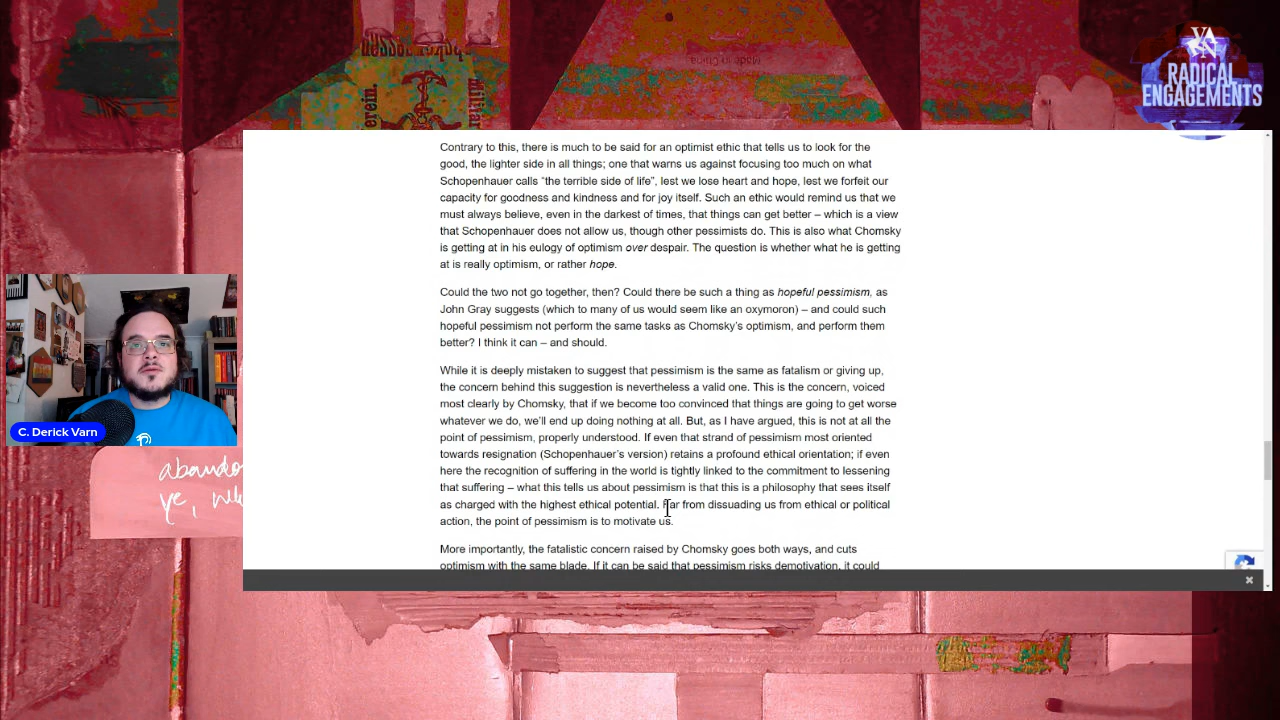 Made in China
erein.
VARN
RADICAL
ENGAGEMENTS
Contrary to this, there is much to be said for an optimist ethic that tells us to look for the
good, the lighter side in all things; one that warns us against focusing too much on what
Schopenhauer calls “the terrible side of life”, lest we lose heart and hope, lest we forfeit our
capacity for goodness and kindness and for joy itself. Such an ethic would remind us that we
must always believe, even in the darkest of times, that things can get better – which is a view
that Schopenhauer does not allow us, though other pessimists do. This is also what Chomsky
is getting at in his eulogy of optimism over despair. The question is whether what he is getting
at is really optimism, or rather hope.
Could the two not go together, then? Could there be such a thing as hopeful pessimism, as
John Gray suggests (which to many of us would seem like an oxymoron) – and could such
hopeful pessimism not perform the same tasks as Chomsky’s optimism, and perform them
better? I think it can – and should.
While it is deeply mistaken to suggest that pessimism is the same as fatalism or giving up,
the concern behind this suggestion is nevertheless a valid one. This is the concern, voiced
most clearly by Chomsky, that if we become too convinced that things are going to get worse
whatever we do, we’ll end up doing nothing at all. But, as I have argued, this is not at all the
point of pessimism, properly understood. If even that strand of pessimism most oriented
towards resignation (Schopenhauer’s version) retains a profound ethical orientation; if even
here the recognition of suffering in the world is tightly linked to the commitment to lessening
that suffering – what this tells us about pessimism is that this is a philosophy that sees itself
as charged with the highest ethical potential. Far from dissuading us from ethical or political
action, the point of pessimism is to motivate us.
More importantly, the fatalistic concern raised by Chomsky goes both ways, and cuts
optimism with the same blade. If it can be said that pessimism risks demotivation, it could
C. Derick Varn
abando
ye,